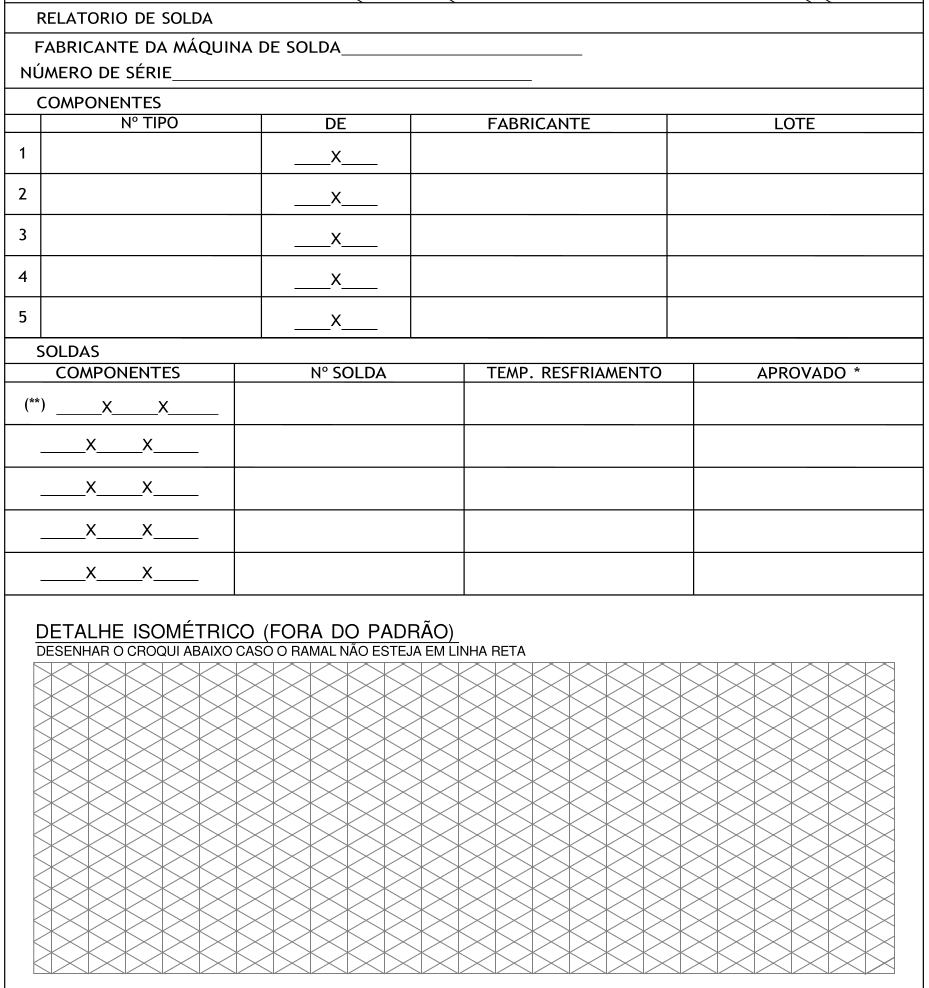 RELATORIO DE SOLDA
FABRICANTE DA MÁQUINA DE SOLDA___________________________
NÚMERO DE SÉRIE________________________________________
COMPONENTES
Nº TIPO DE FABRICANTE LOTE
1 ____X____
2 ____X____
3 ____X____
4 ____X____
5 ____X____
SOLDAS
COMPONENTES Nº SOLDA TEMP. RESFRIAMENTO APROVADO *
(**) _____X_____X_____
_____X_____X_____
_____X_____X_____
_____X_____X_____
_____X_____X_____
DETALHE ISOMÉTRICO (FORA DO PADRÃO)
DESENHAR O CROQUI ABAIXO CASO O RAMAL NÃO ESTEJA EM LINHA RETA